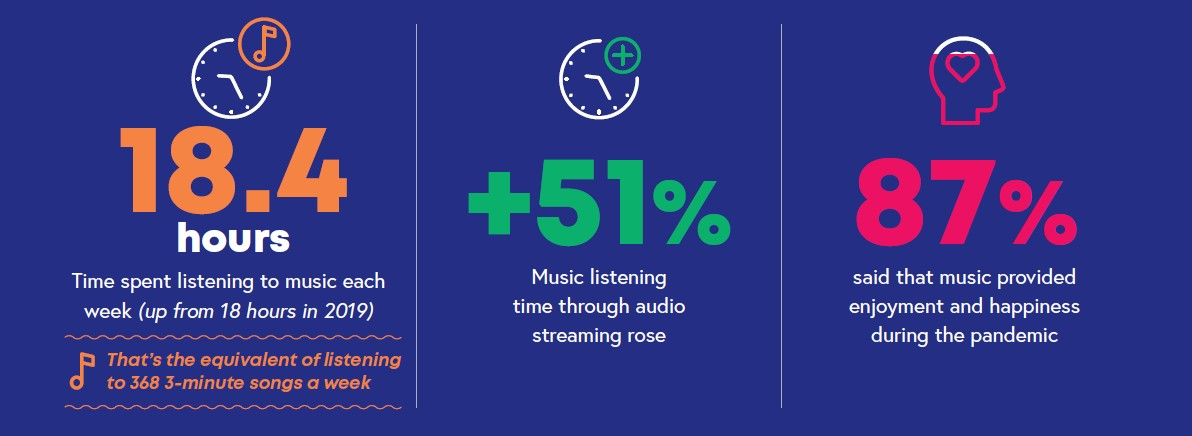 18.4
hours
Time spent listening to music each
week (up from 18 hours in 2019)
That's the equivalent of listening
to 368 3-minute songs a week
+51%
Music listening
time through audio
streaming rose
87%
said that music provided
enjoyment and happiness
during the pandemic